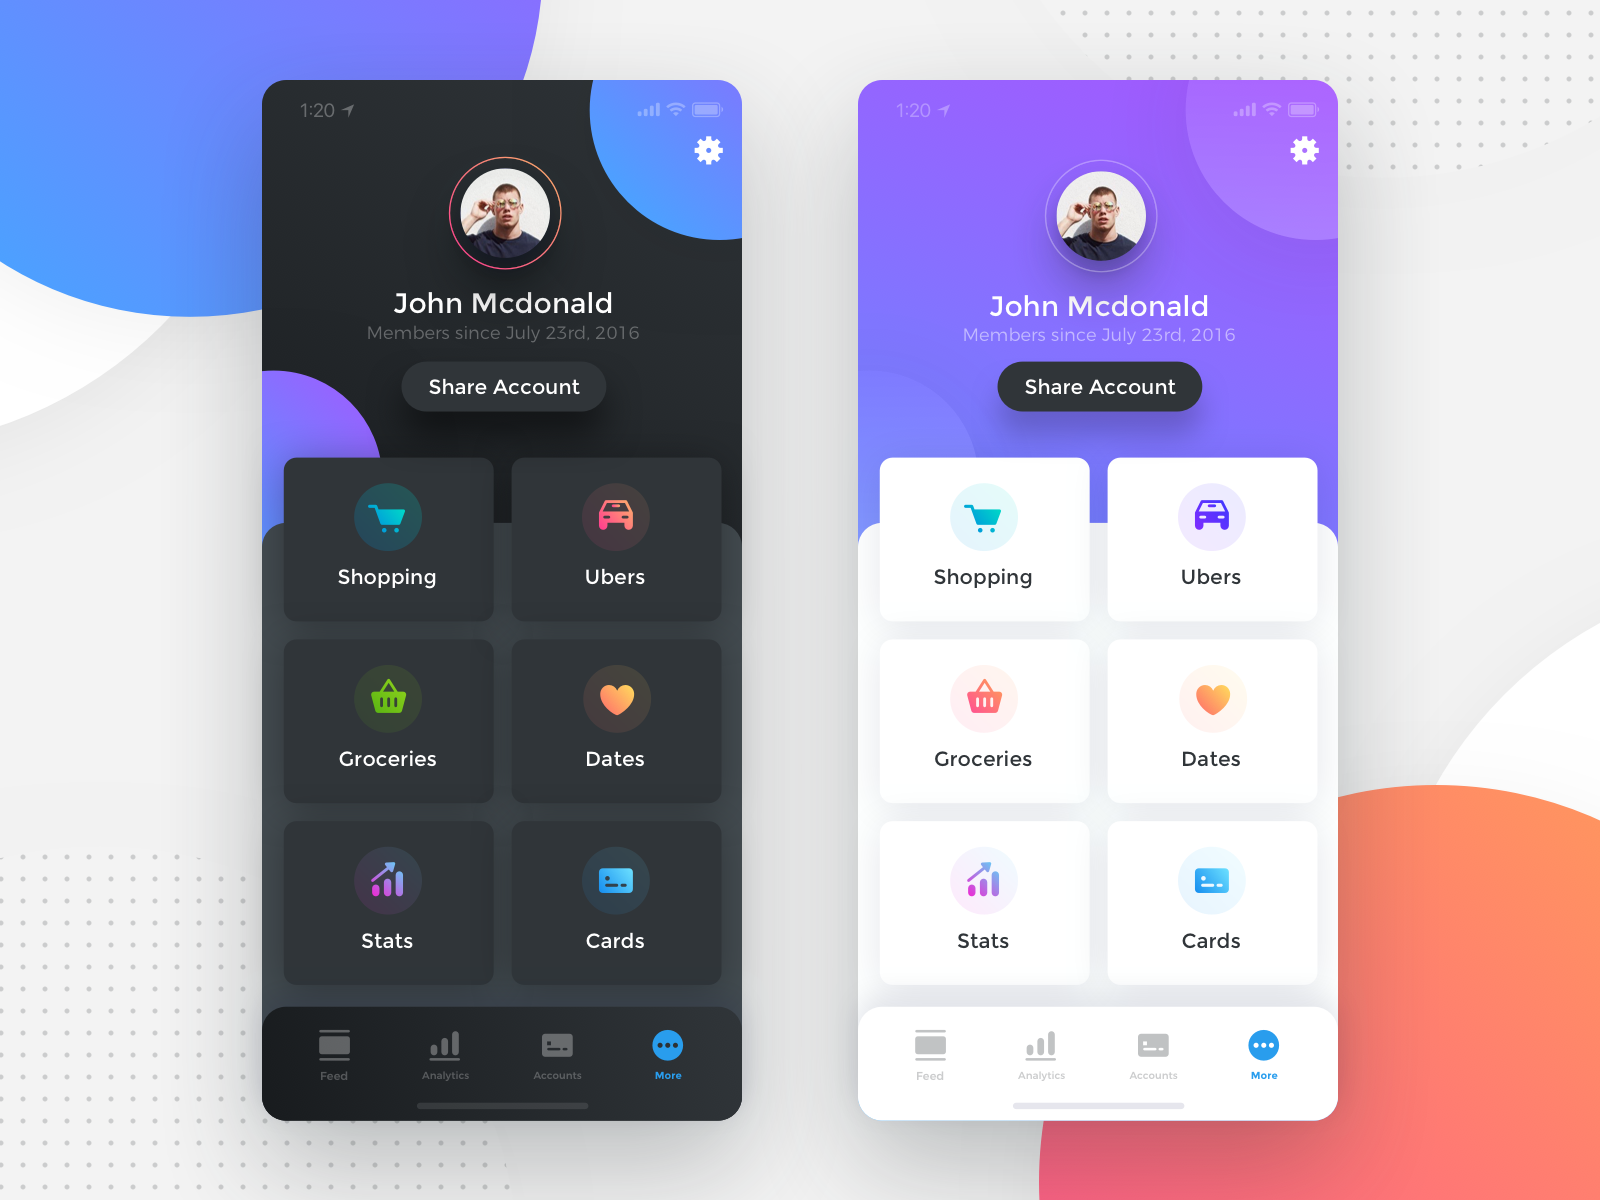 1:20
John Mcdonald
Members since July 23rd, 2016
Share Account
Shopping
Ubers
Groceries
Dates
Stats
Cards
Feed
Analytics
Accounts
More
1:20
John Mcdonald
Members since July 23rd, 2016
Share Account
Shopping
Ubers
Groceries
Dates
Stats
Cards
Feed
Analytics
Accounts
More